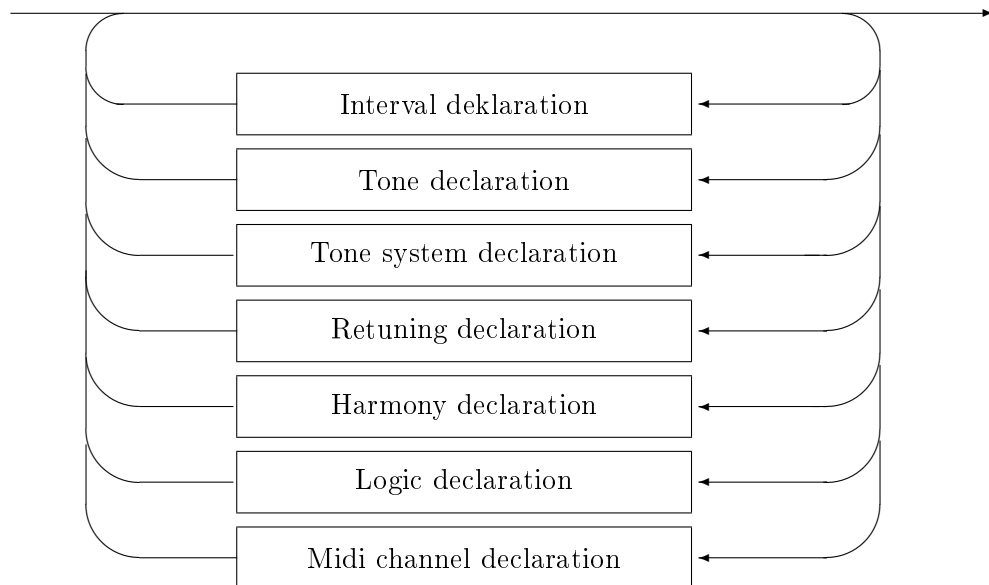 Interval deklaration
Tone declaration
Tone system declaration
Retuning declaration
Harmony declaration
Logic declaration
Midi channel declaration